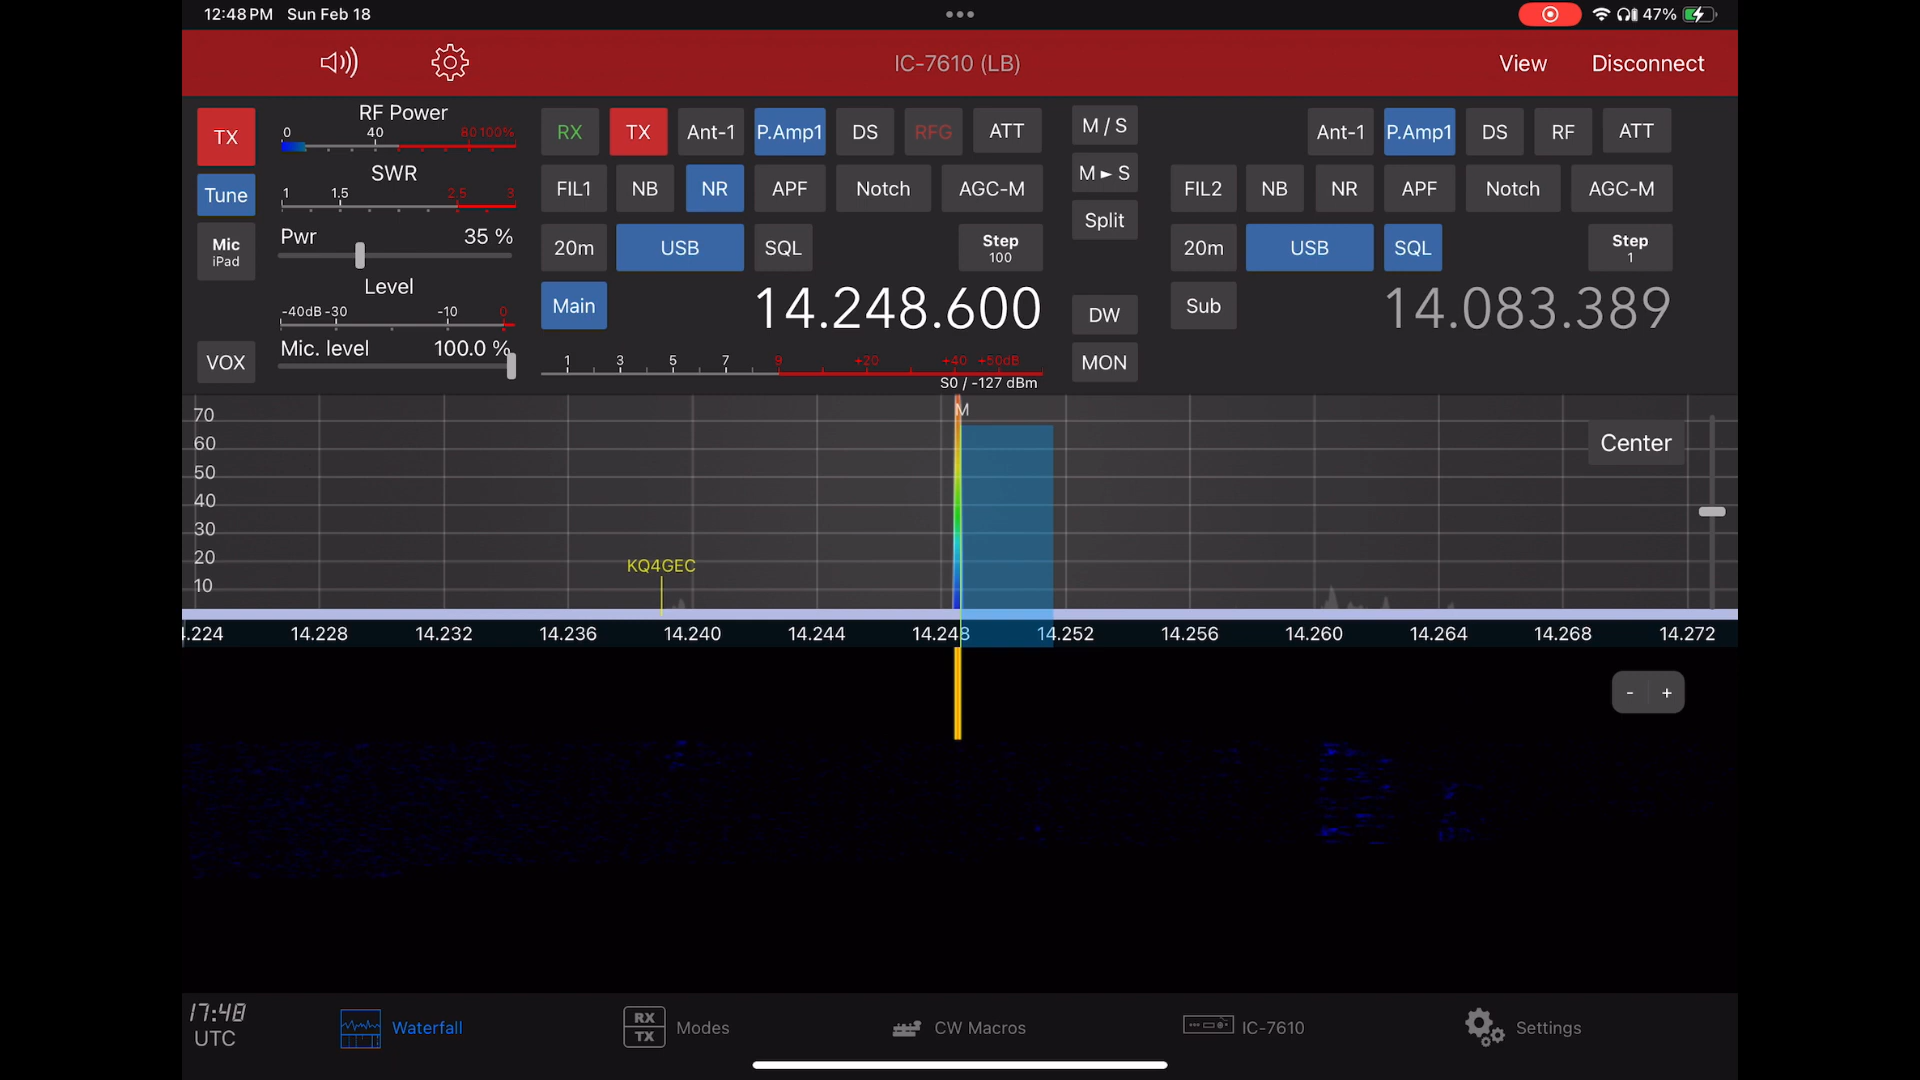 12:48 PM Sun Feb 18 47%
IC-7610 (LB) View Disconnect
TX
Tune
Mic
iPad
VOX
RF Power
0 40 80 100%
SWR
1 1.5 2.5 3
Pwr 35 %
Level
-40dB -30 -10 0
Mic. level 100.0 %
RX TX Ant-1 P.Amp1 DS RFG ATT
FIL1 NB NR APF Notch AGC-M
20m USB SQL Step
100
Main 14.248.600
1 3 5 7 9 +20 +40 +50dB
S0 / -127 dBm
M / S
M ► S
Split
DW
MON
Ant-1 P.Amp1 DS RF ATT
FIL2 NB NR APF Notch AGC-M
20m USB SQL Step
1
Sub 14.083.389
M
70
60
50
40
30
20
10
Center
KQ4GEC
4.224 14.228 14.232 14.236 14.240 14.244 14.248 14.252 14.256 14.260 14.264 14.268 14.272
- +
17:48
UTC
Waterfall
RX
TX
Modes
CW Macros
IC-7610
Settings